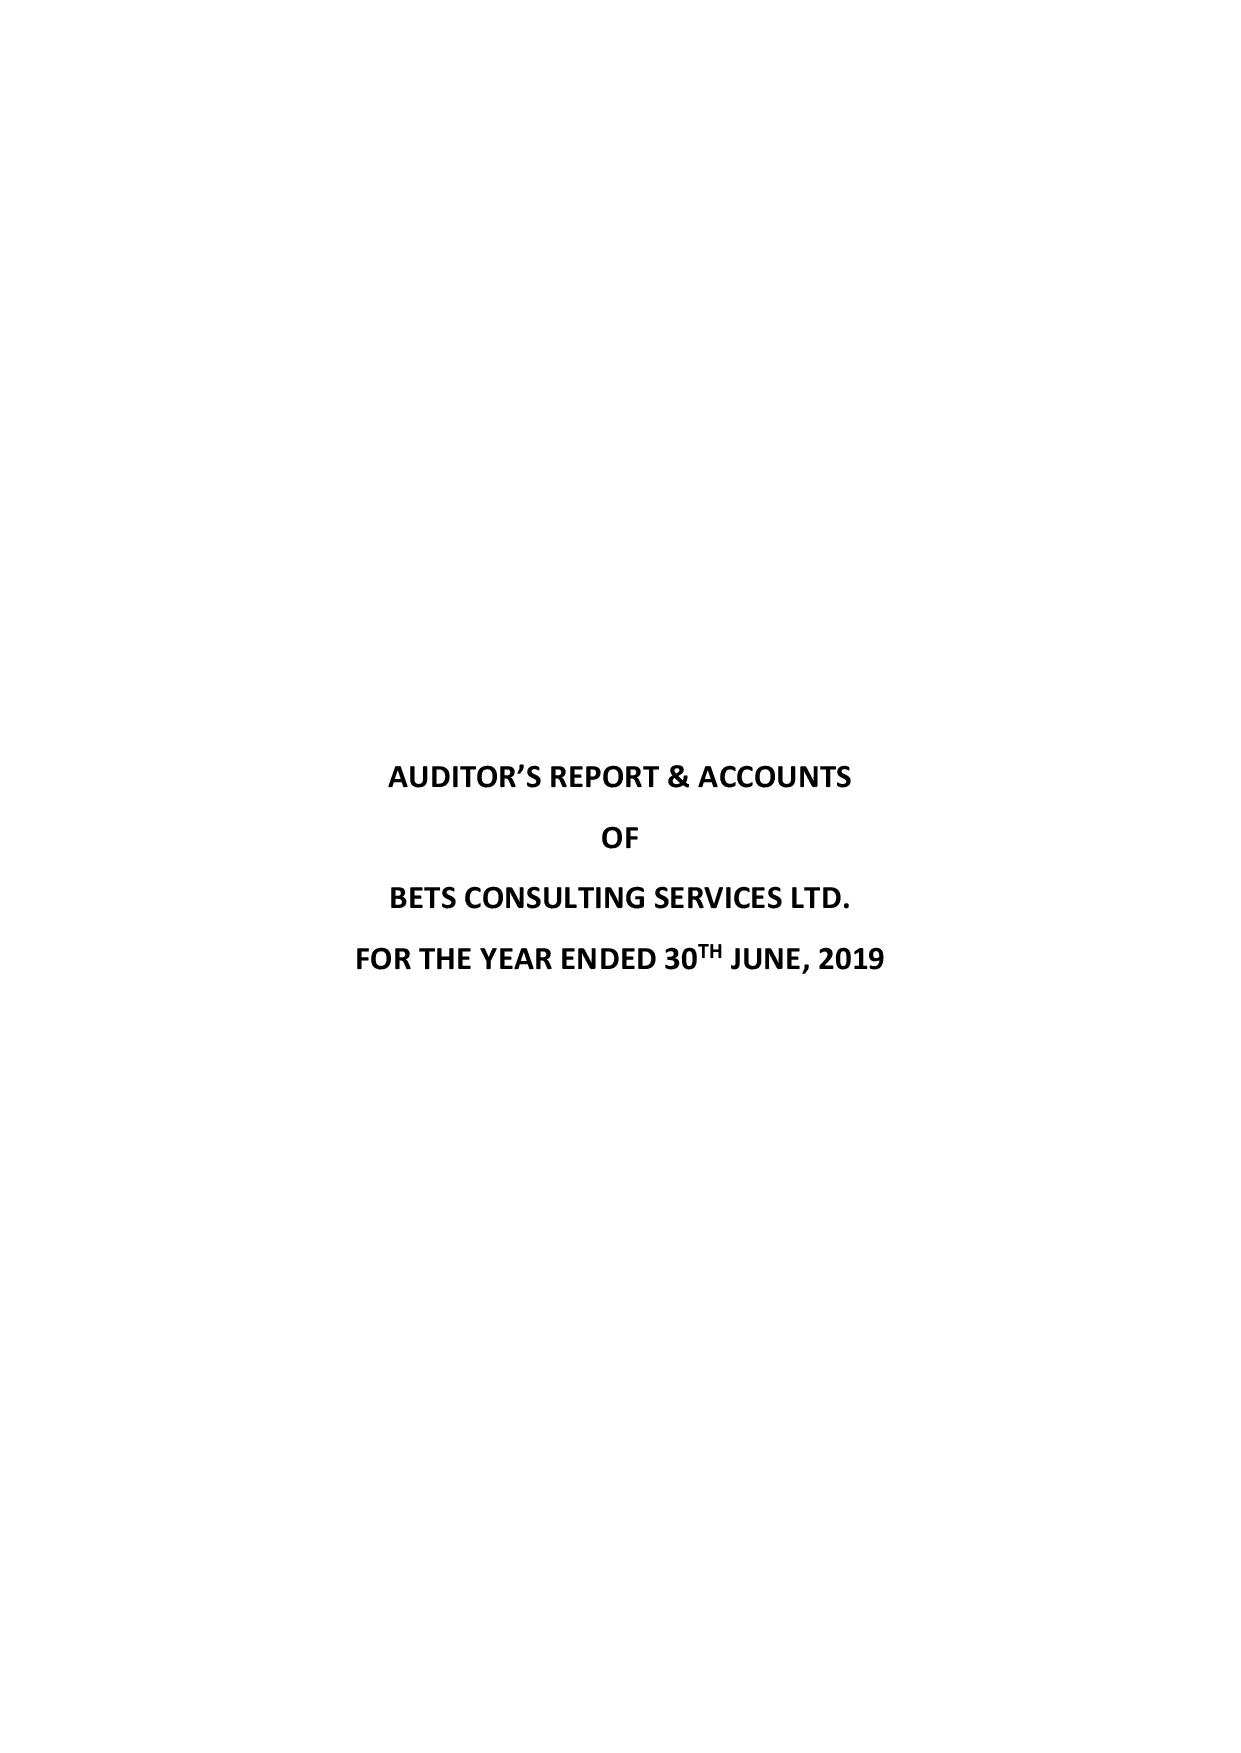 AUDITOR’S REPORT & ACCOUNTS
OF
BETS CONSULTING SERVICES LTD.
FOR THE YEAR ENDED 30TH JUNE, 2019